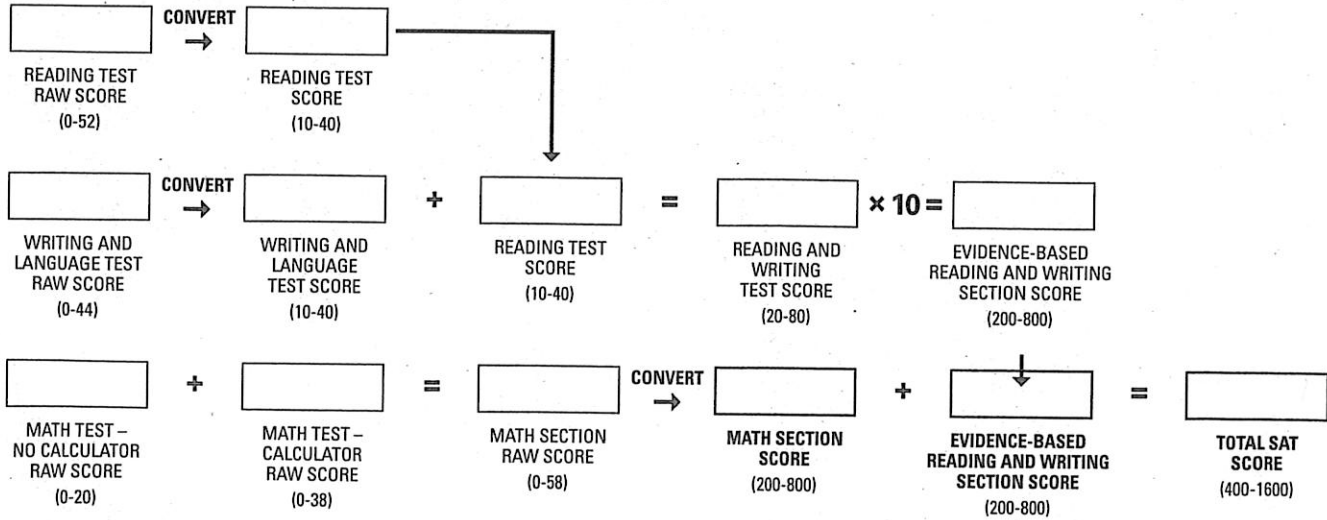 CONVERT
→
READING TEST
RAW SCORE
(0-52)
READING TEST
SCORE
(10-40)
CONVERT
→
+
=
× 10 =
WRITING AND
LANGUAGE TEST
RAW SCORE
(0-44)
WRITING AND
LANGUAGE
TEST SCORE
(10-40)
READING TEST
SCORE
(10-40)
READING AND
WRITING
TEST SCORE
(20-80)
EVIDENCE-BASED
READING AND WRITING
SECTION SCORE
(200-800)
+
=
CONVERT
→
+
=
MATH TEST –
NO CALCULATOR
RAW SCORE
(0-20)
MATH TEST –
CALCULATOR
RAW SCORE
(0-38)
MATH SECTION
RAW SCORE
(0-58)
MATH SECTION
SCORE
(200-800)
EVIDENCE-BASED
READING AND WRITING
SECTION SCORE
(200-800)
TOTAL SAT
SCORE
(400-1600)